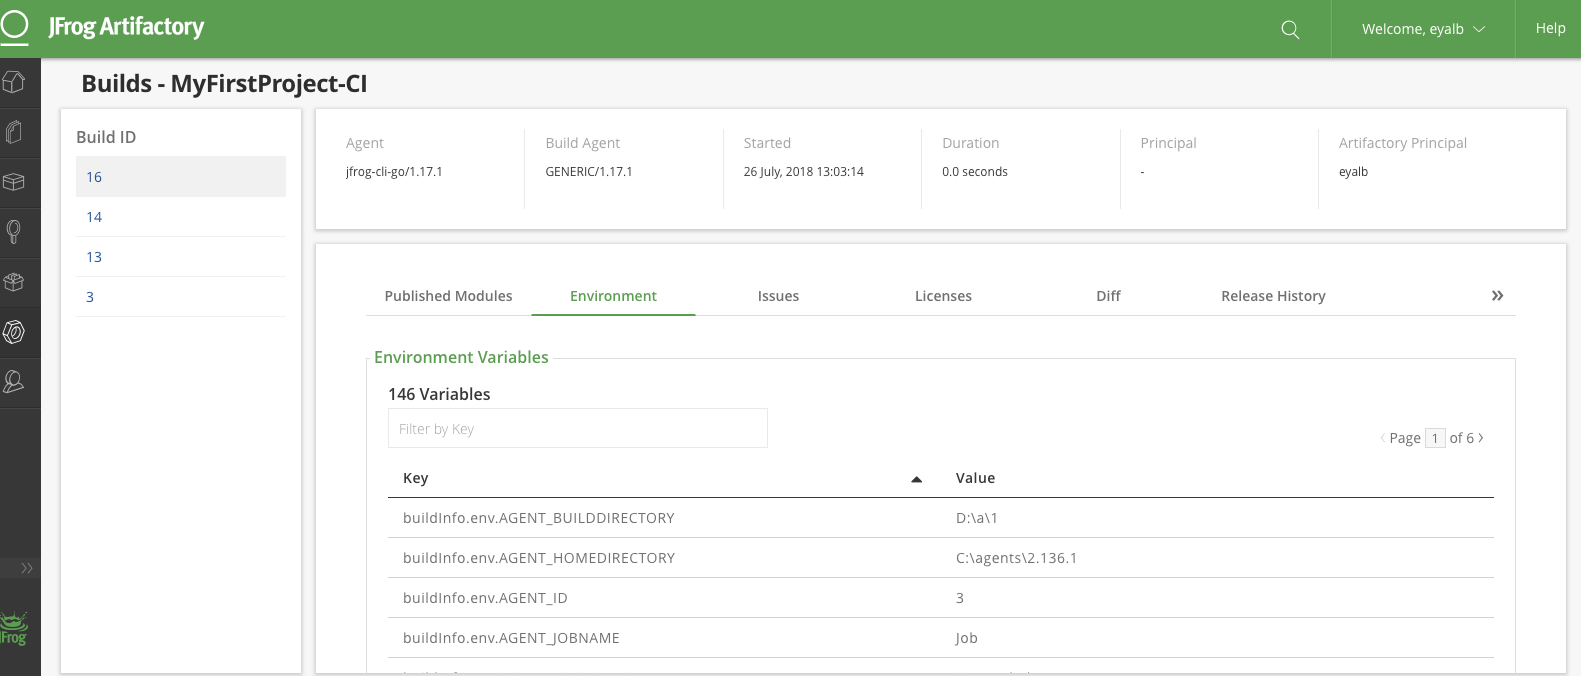 JFrog Artifactory
Welcome, eyalb
Help
Builds - MyFirstProject-CI
Build ID
16
14
13
3
Agent
jfrog-cli-go/1.17.1
Build Agent
GENERIC/1.17.1
Started
26 July, 2018 13:03:14
Duration
0.0 seconds
Principal
-
Artifactory Principal
eyalb
Published Modules
Environment
Issues
Licenses
Diff
Release History
»
Environment Variables
146 Variables
Filter by Key
‹ Page 1 of 6 ›
Key
Value
buildInfo.env.AGENT_BUILDDIRECTORY
D:\a\1
buildInfo.env.AGENT_HOMEDIRECTORY
C:\agents\2.136.1
buildInfo.env.AGENT_ID
3
buildInfo.env.AGENT_JOBNAME
Job
JFrog